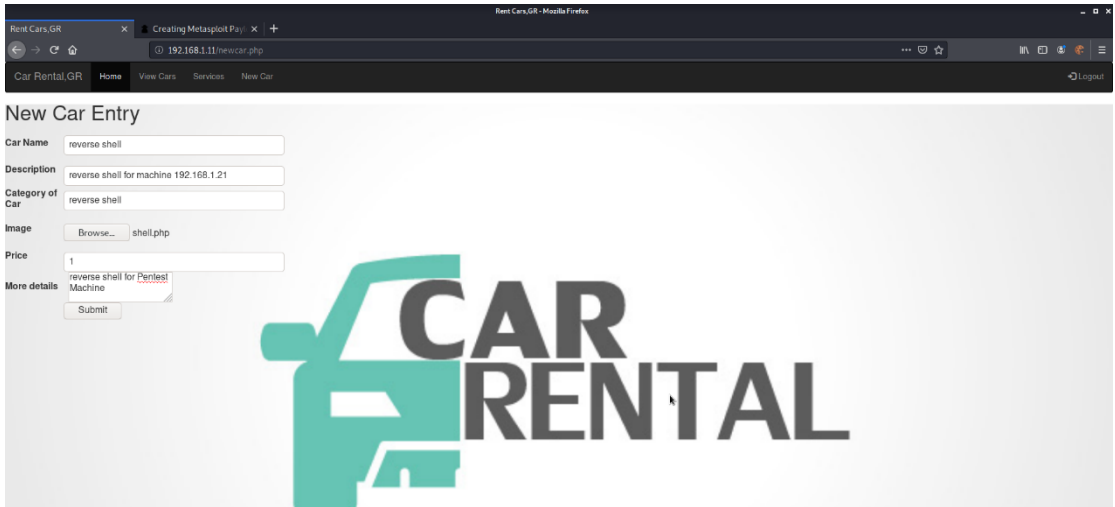 Rent Cars,GR - Mozilla Firefox
Rent Cars,GR
Creating Metasploit Payl
192.168.1.11/newcar.php
Car Rental,GR Home View Cars Services New Car Logout
New Car Entry
Car Name reverse shell
Description reverse shell for machine 192.168.1.21
Category of
Car
reverse shell
Image Browse... shell.php
Price 1
More details
reverse shell for Pentest
Machine
Submit
CAR
RENTAL